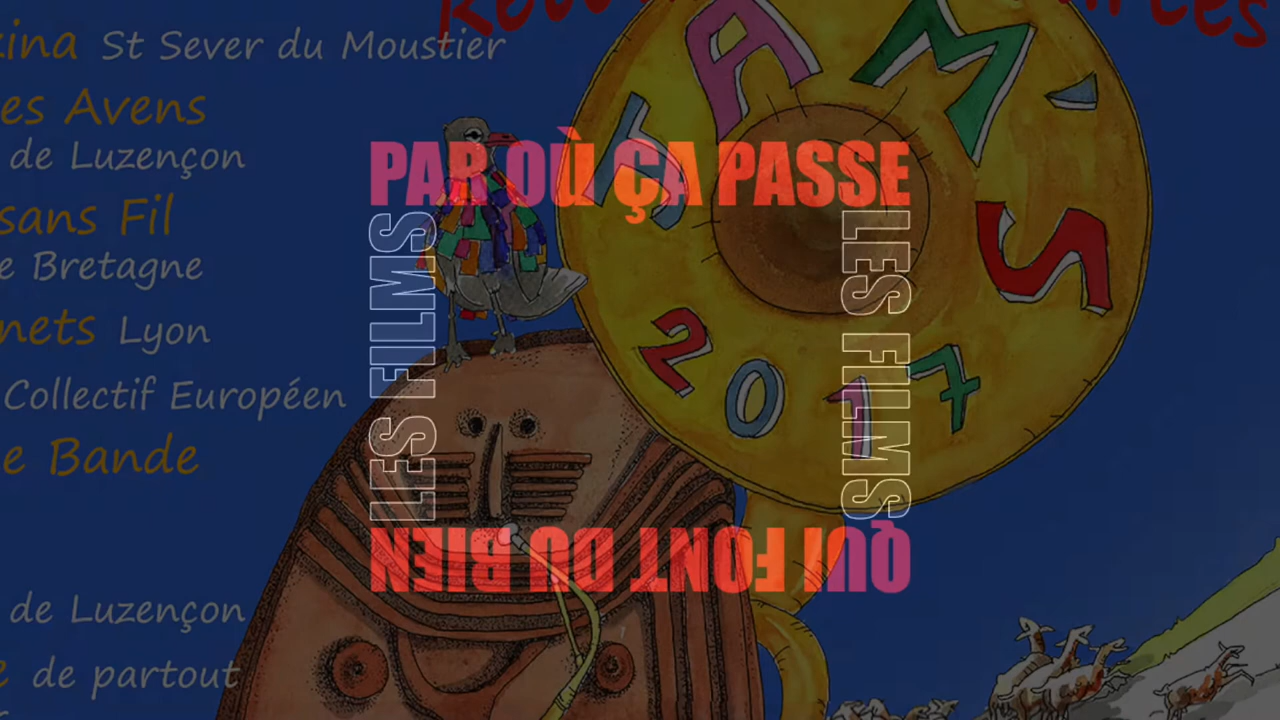 St Sever du Moustier
es Avens
de Luzençon
sans Fil
e Bretagne
nets Lyon
Collectif Européen
e Bande
de Luzençon
de partout
TAM'S
2017
PAR OÙ ÇA PASSE
LES FILMS
LES FILMS
QUI FONT DU BIEN